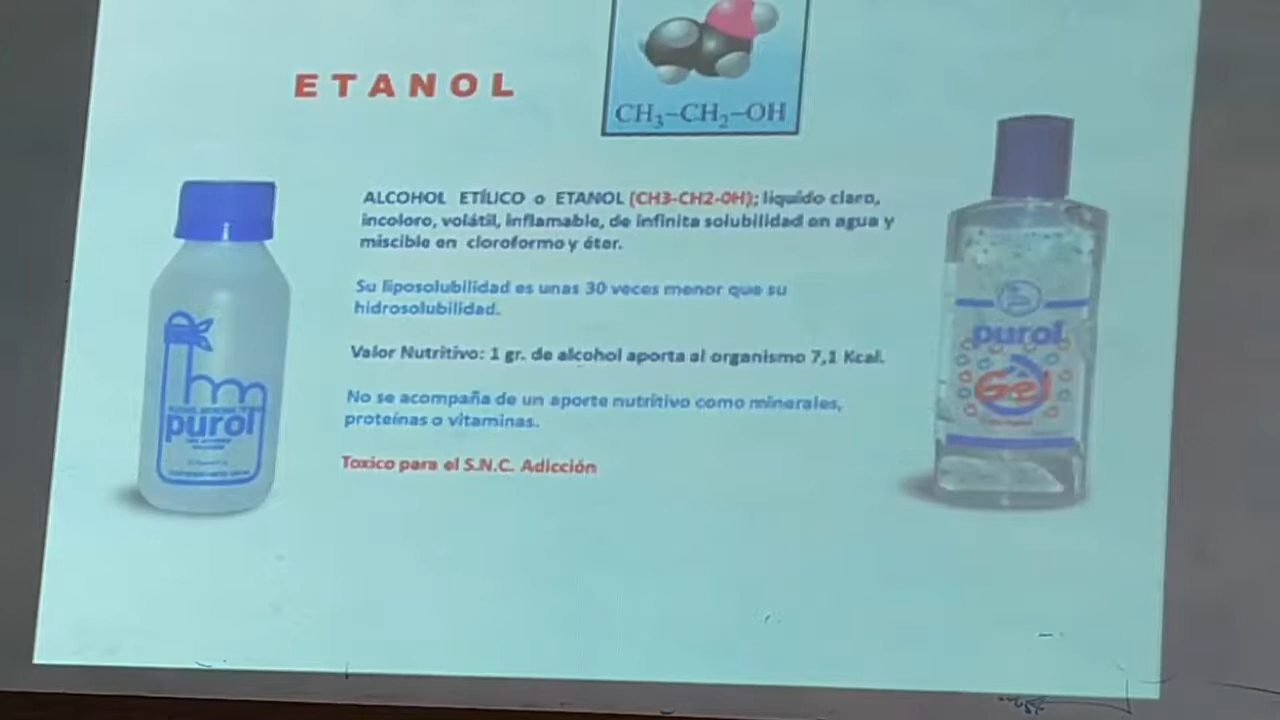 ETANOL
CH₃–CH₂–OH
ALCOHOL ETÍLICO o ETANOL (CH3-CH2-OH); liquído claro,
incoloro, volátil, inflamable, de infinita solubilidad en agua y
miscible en cloroformo y éter.
Su liposolubilidad es unas 30 veces menor que su
hidrosolubilidad.
Valor Nutritivo: 1 gr. de alcohol aporta al organismo 7,1 Kcal.
No se acompaña de un aporte nutritivo como minerales,
proteínas o vitaminas.
Toxico para el S.N.C. Adicción
hm
purol
purol
Gel